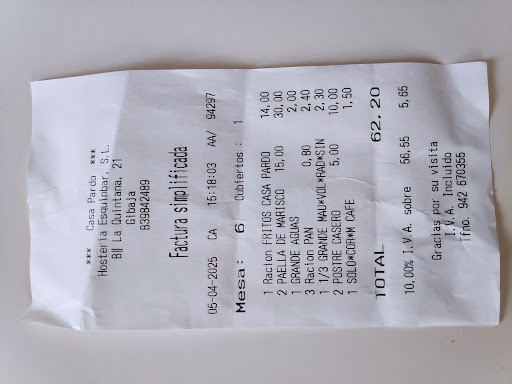 *** Casa Pardo ***
Hosteria Esquinbar, S.L.
Bª La Quintana, 21
Gibaja
B39842489
Factura simplificada
05-04-2025 CA 15:18:03 AA/ 94297
Mesa: 6 Cubiertos : 1
1 Racion FRITOS CASA PARDO 14,00
2 PAELLA DE MARISCO 15,00 30,00
1 GRANDE AGUAS 2,00
3 Racion PAN 0,80 2,40
1 1/3 GRANDE MAU*VOL*RAD*SIN 2,30
2 POSTRE CASERO 5,00 10,00
1 SOLO*COR*M CAFE 1,50
TOTAL 62.20
10,00% I.V.A. sobre 56,55 5,65
Gracias por su visita
I.V.A. Incluido
Tfno. 942 670355